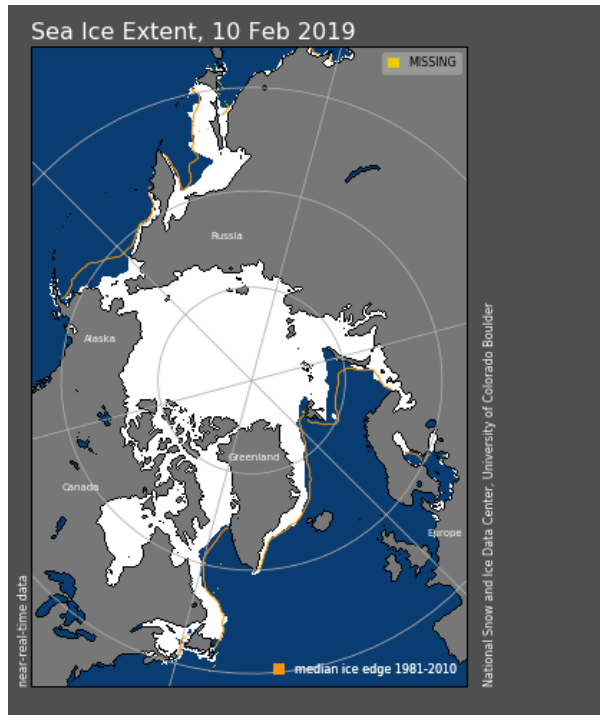 Sea Ice Extent, 10 Feb 2019
MISSING
Russia
Alaska
Greenland
Canada
Europe
near-real-time data
median ice edge 1981-2010
National Snow and Ice Data Center, University of Colorado Boulder